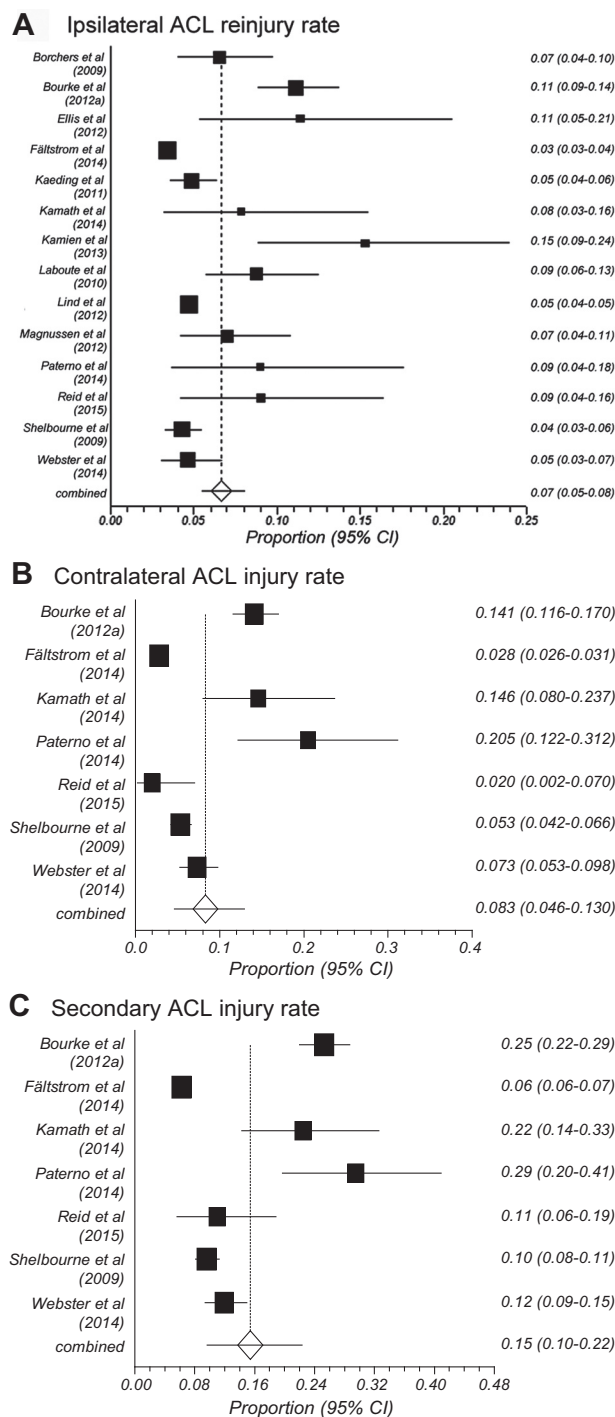 A Ipsilateral ACL reinjury rate
Borchers et al
(2009)
0.07 (0.04-0.10)
Bourke et al
(2012a)
0.11 (0.09-0.14)
Ellis et al
(2012)
0.11 (0.05-0.21)
Fältstrom et al
(2014)
0.03 (0.03-0.04)
Kaeding et al
(2011)
0.05 (0.04-0.06)
Kamath et al
(2014)
0.08 (0.03-0.16)
Kamien et al
(2013)
0.15 (0.09-0.24)
Laboute et al
(2010)
0.09 (0.06-0.13)
Lind et al
(2012)
0.05 (0.04-0.05)
Magnussen et al
(2012)
0.07 (0.04-0.11)
Paterno et al
(2014)
0.09 (0.04-0.18)
Reid et al
(2015)
0.09 (0.04-0.16)
Shelbourne et al
(2009)
0.04 (0.03-0.06)
Webster et al
(2014)
0.05 (0.03-0.07)
combined
0.07 (0.05-0.08)
0.00 0.05 0.10 0.15 0.20 0.25
Proportion (95% CI)
B Contralateral ACL injury rate
Bourke et al
(2012a)
0.141 (0.116-0.170)
Fältstrom et al
(2014)
0.028 (0.026-0.031)
Kamath et al
(2014)
0.146 (0.080-0.237)
Paterno et al
(2014)
0.205 (0.122-0.312)
Reid et al
(2015)
0.020 (0.002-0.070)
Shelbourne et al
(2009)
0.053 (0.042-0.066)
Webster et al
(2014)
0.073 (0.053-0.098)
combined
0.083 (0.046-0.130)
0.0 0.1 0.2 0.3 0.4
Proportion (95% CI)
C Secondary ACL injury rate
Bourke et al
(2012a)
0.25 (0.22-0.29)
Fältstrom et al
(2014)
0.06 (0.06-0.07)
Kamath et al
(2014)
0.22 (0.14-0.33)
Paterno et al
(2014)
0.29 (0.20-0.41)
Reid et al
(2015)
0.11 (0.06-0.19)
Shelbourne et al
(2009)
0.10 (0.08-0.11)
Webster et al
(2014)
0.12 (0.09-0.15)
combined
0.15 (0.10-0.22)
0.00 0.08 0.16 0.24 0.32 0.40 0.48
Proportion (95% CI)